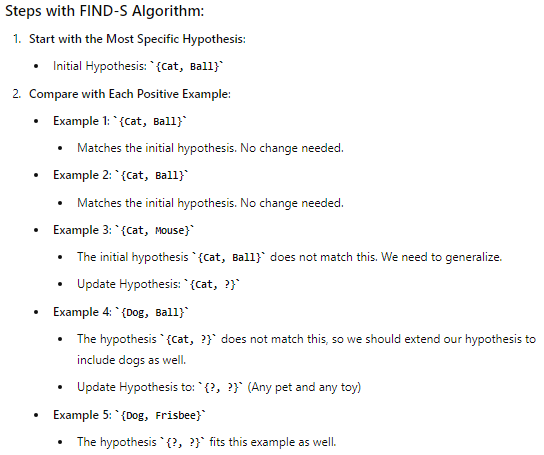 Steps with FIND-S Algorithm:
1. Start with the Most Specific Hypothesis:
• Initial Hypothesis: `{Cat, Ball}`
2. Compare with Each Positive Example:
• Example 1: `{Cat, Ball}`
• Matches the initial hypothesis. No change needed.
• Example 2: `{Cat, Ball}`
• Matches the initial hypothesis. No change needed.
• Example 3: `{Cat, Mouse}`
• The initial hypothesis `{Cat, Ball}` does not match this. We need to generalize.
• Update Hypothesis: `{Cat, ?}`
• Example 4: `{Dog, Ball}`
• The hypothesis `{Cat, ?}` does not match this, so we should extend our hypothesis to
include dogs as well.
• Update Hypothesis to: `{?, ?}` (Any pet and any toy)
• Example 5: `{Dog, Frisbee}`
• The hypothesis `{?, ?}` fits this example as well.